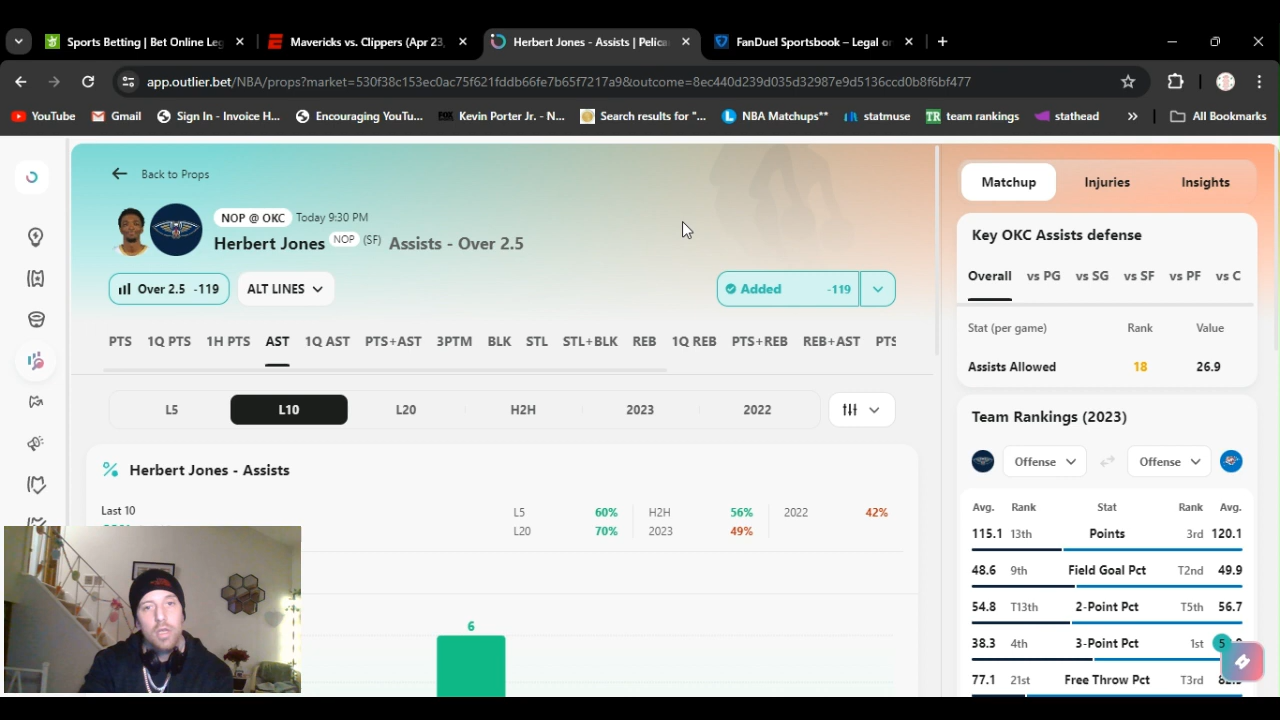 Sports Betting | Bet Online Leg
Mavericks vs. Clippers (Apr 23,
Herbert Jones - Assists | Pelica
FanDuel Sportsbook – Legal or
app.outlier.bet/NBA/props?market=530f38c153ec0ac75f621fddb66fe7b65f7217a9&outcome=8ec440d239d035d32987e9d5136ccd0b8f6bf477
YouTube Gmail Sign In - Invoice H... Encouraging YouTu... Kevin Porter Jr. - N... Search results for "... NBA Matchups** statmuse team rankings stathead » All Bookmarks
Back to Props
NOP @ OKC Today 9:30 PM
Herbert Jones NOP (SF) Assists - Over 2.5
Over 2.5 -119 ALT LINES Added -119
PTS 1Q PTS 1H PTS AST 1Q AST PTS+AST 3PTM BLK STL STL+BLK REB 1Q REB PTS+REB REB+AST PTS
L5 L10 L20 H2H 2023 2022
Herbert Jones - Assists
Last 10
L5 60% H2H 56% 2022 42%
L20 70% 2023 49%
6
Matchup Injuries Insights
Key OKC Assists defense
Overall vs PG vs SG vs SF vs PF vs C
Stat (per game) Rank Value
Assists Allowed 18 26.9
Team Rankings (2023)
Offense Offense
Avg. Rank Stat Rank Avg.
115.1 13th Points 3rd 120.1
48.6 9th Field Goal Pct T2nd 49.9
54.8 T13th 2-Point Pct T5th 56.7
38.3 4th 3-Point Pct 1st
5
77.1 21st Free Throw Pct T3rd